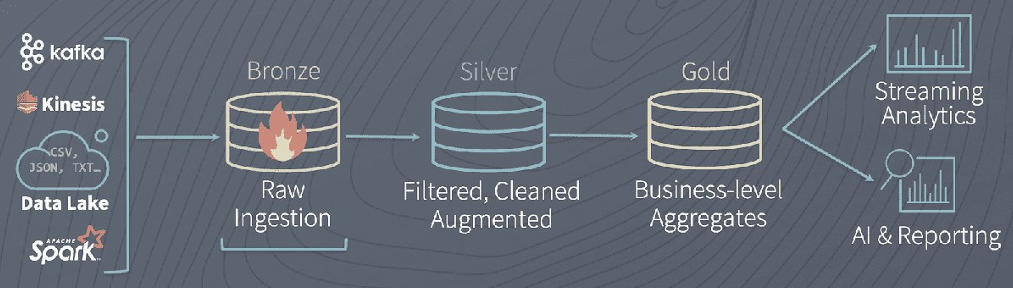 kafka
Kinesis
CSV,
JSON, TXT...
Data Lake
APACHE
Spark
Bronze
Raw
Ingestion
Silver
Filtered, Cleaned
Augmented
Gold
Business-level
Aggregates
Streaming
Analytics
AI & Reporting